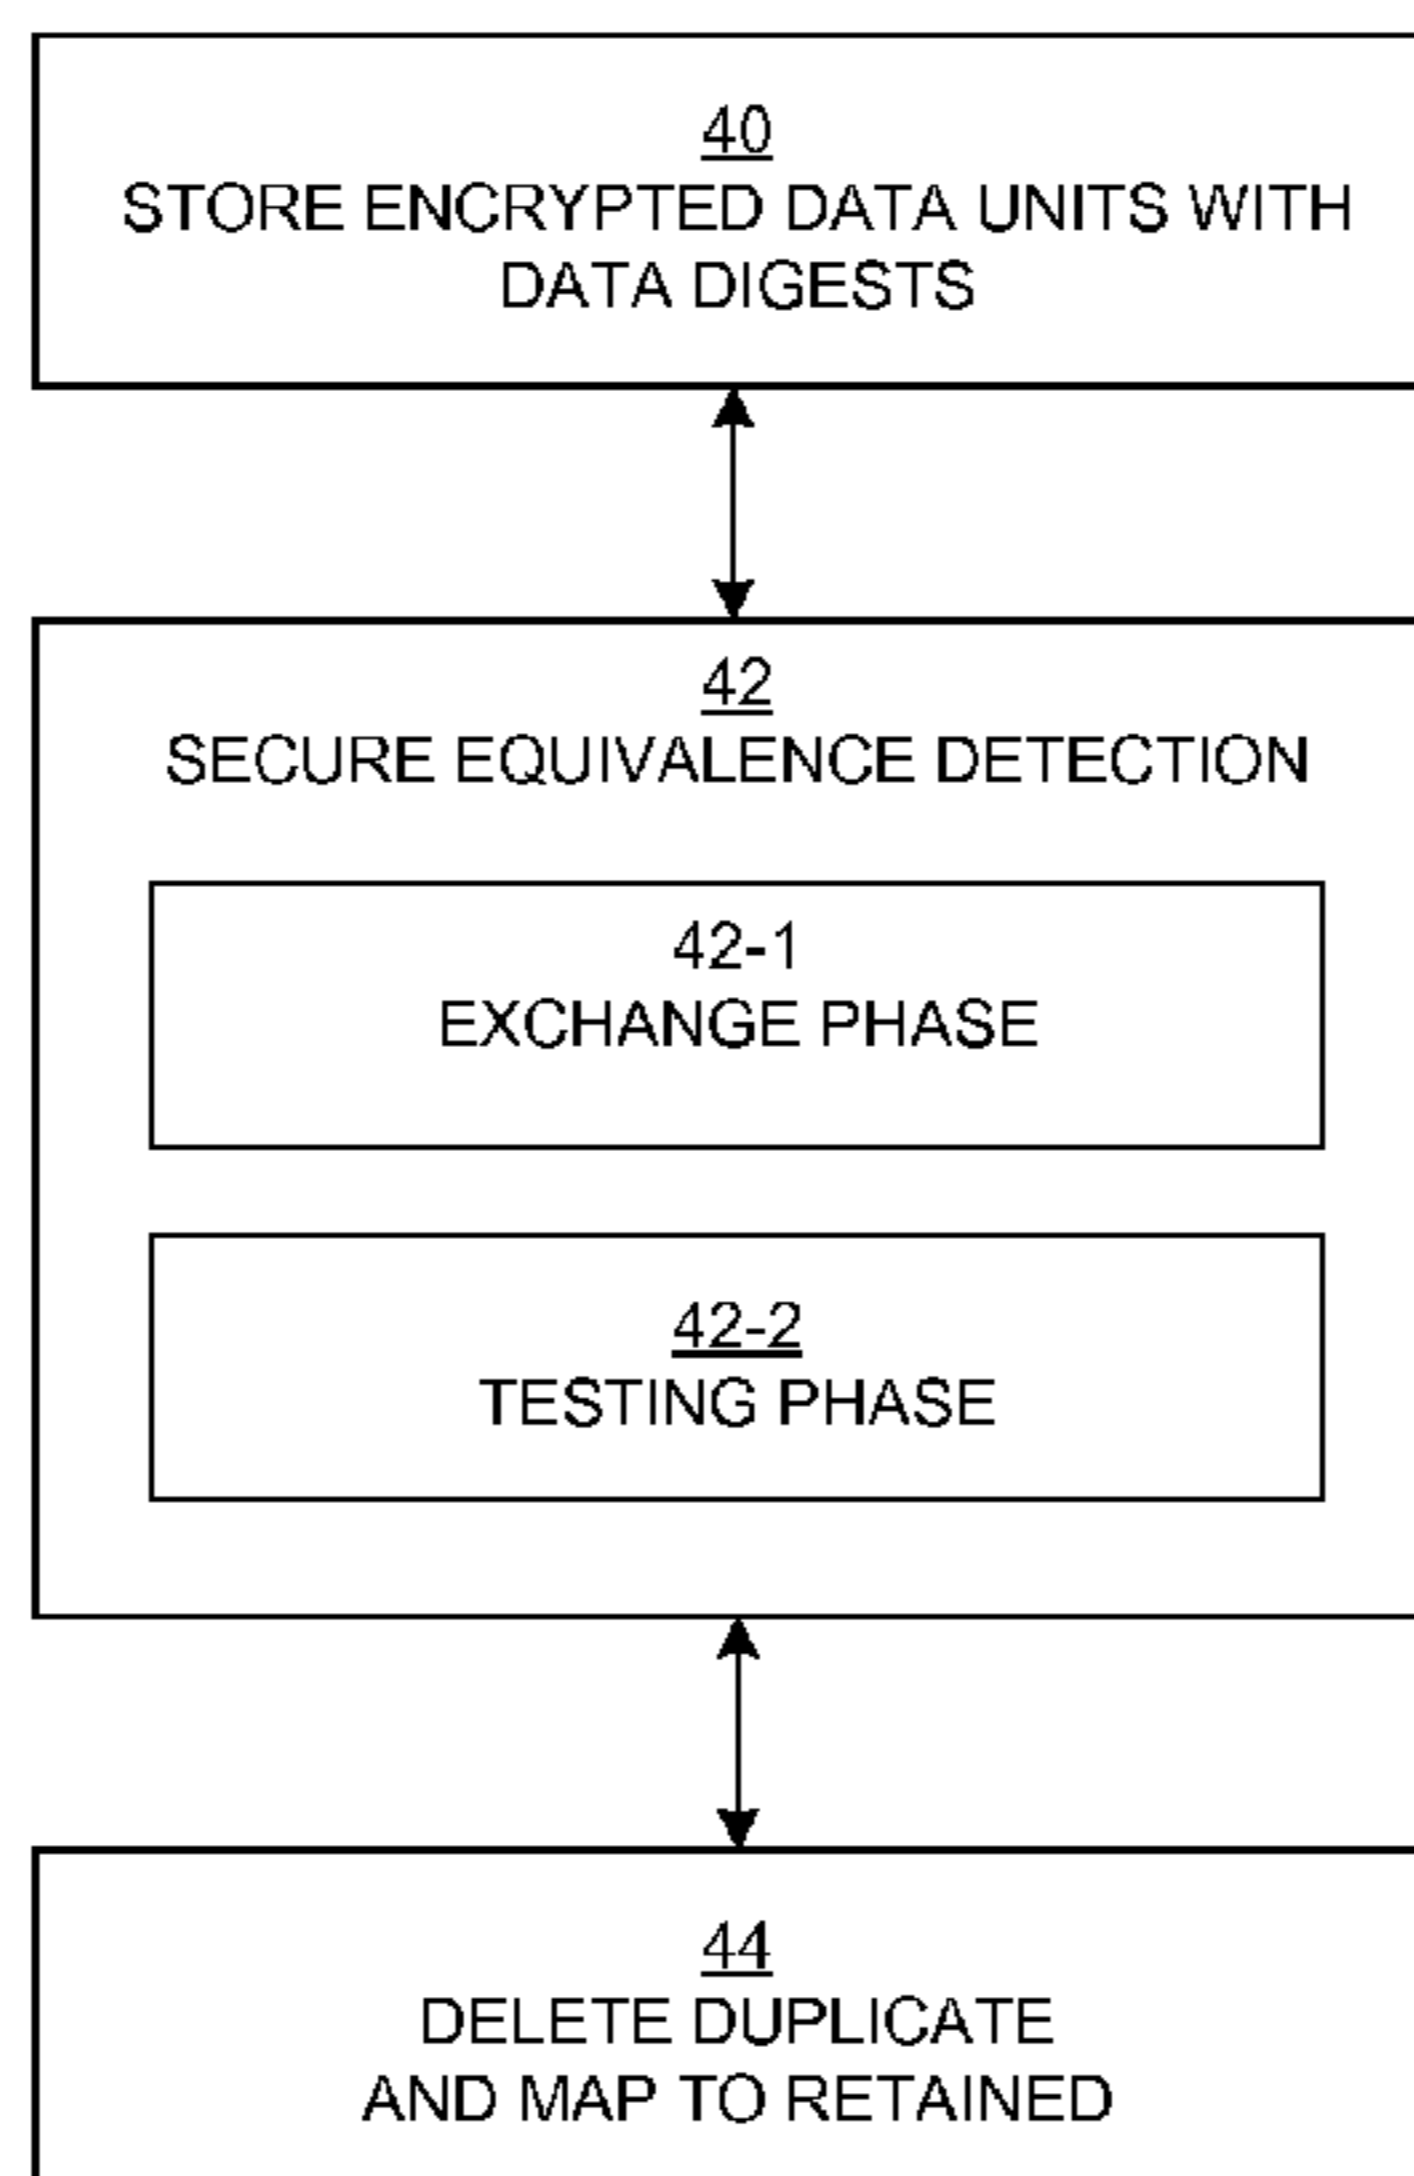 40
STORE ENCRYPTED DATA UNITS WITH
DATA DIGESTS
42
SECURE EQUIVALENCE DETECTION
42-1
EXCHANGE PHASE
42-2
TESTING PHASE
44
DELETE DUPLICATE
AND MAP TO RETAINED